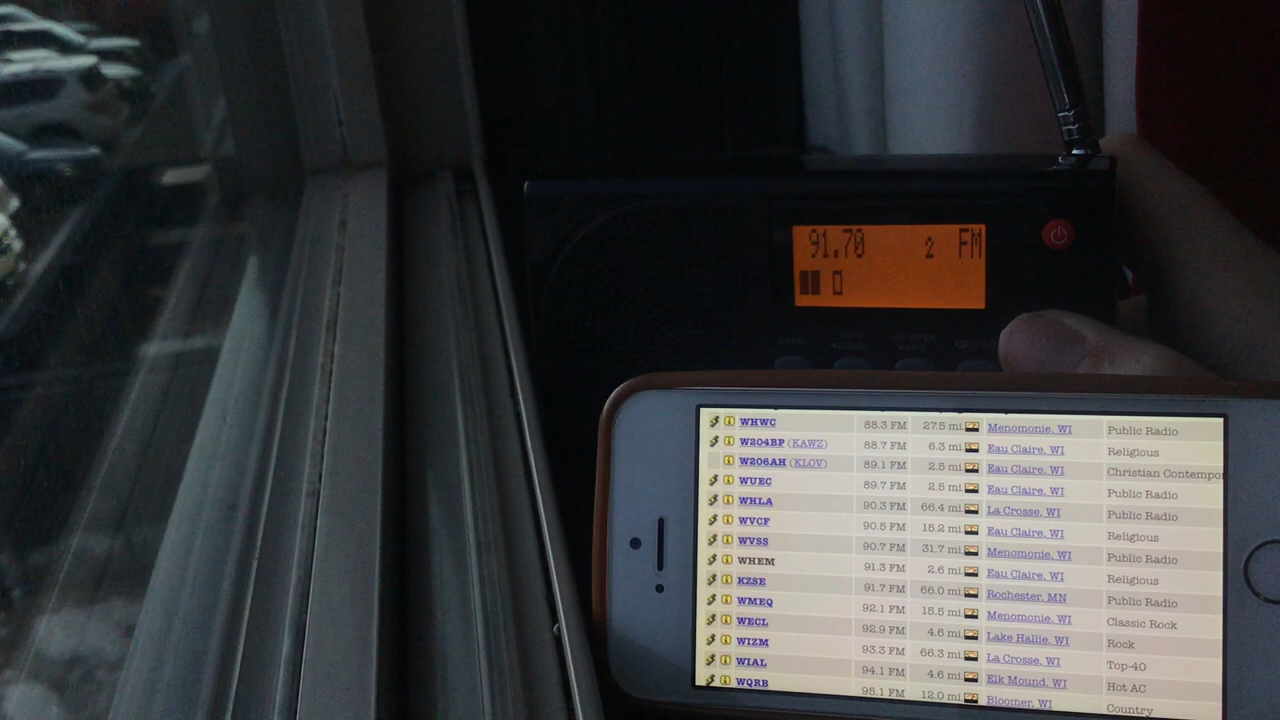 91.70 2 FM
WHWC 88.3 FM 27.5 mi. Menomonie, WI Public Radio
W204BP (KAWZ) 88.7 FM 6.3 mi. Eau Claire, WI Religious
W206AH (KLOV) 89.1 FM 2.5 mi. Eau Claire, WI Christian Contempor
WUEC 89.7 FM 2.5 mi. Eau Claire, WI Public Radio
WHLA 90.3 FM 66.4 mi. La Crosse, WI Public Radio
WVCF 90.5 FM 15.2 mi. Eau Claire, WI Religious
WVSS 90.7 FM 31.7 mi. Menomonie, WI Public Radio
WHEM 91.3 FM 2.6 mi. Eau Claire, WI Religious
KZSE 91.7 FM 66.0 mi. Rochester, MN Public Radio
WMEQ 92.1 FM 15.5 mi. Menomonie, WI Classic Rock
WECL 92.9 FM 4.6 mi. Lake Hallie, WI Rock
WIZM 93.3 FM 66.3 mi. La Crosse, WI Top-40
WIAL 94.1 FM 4.6 mi. Elk Mound, WI Hot AC
WQRB 95.1 FM 12.0 mi. Bloomer, WI Country